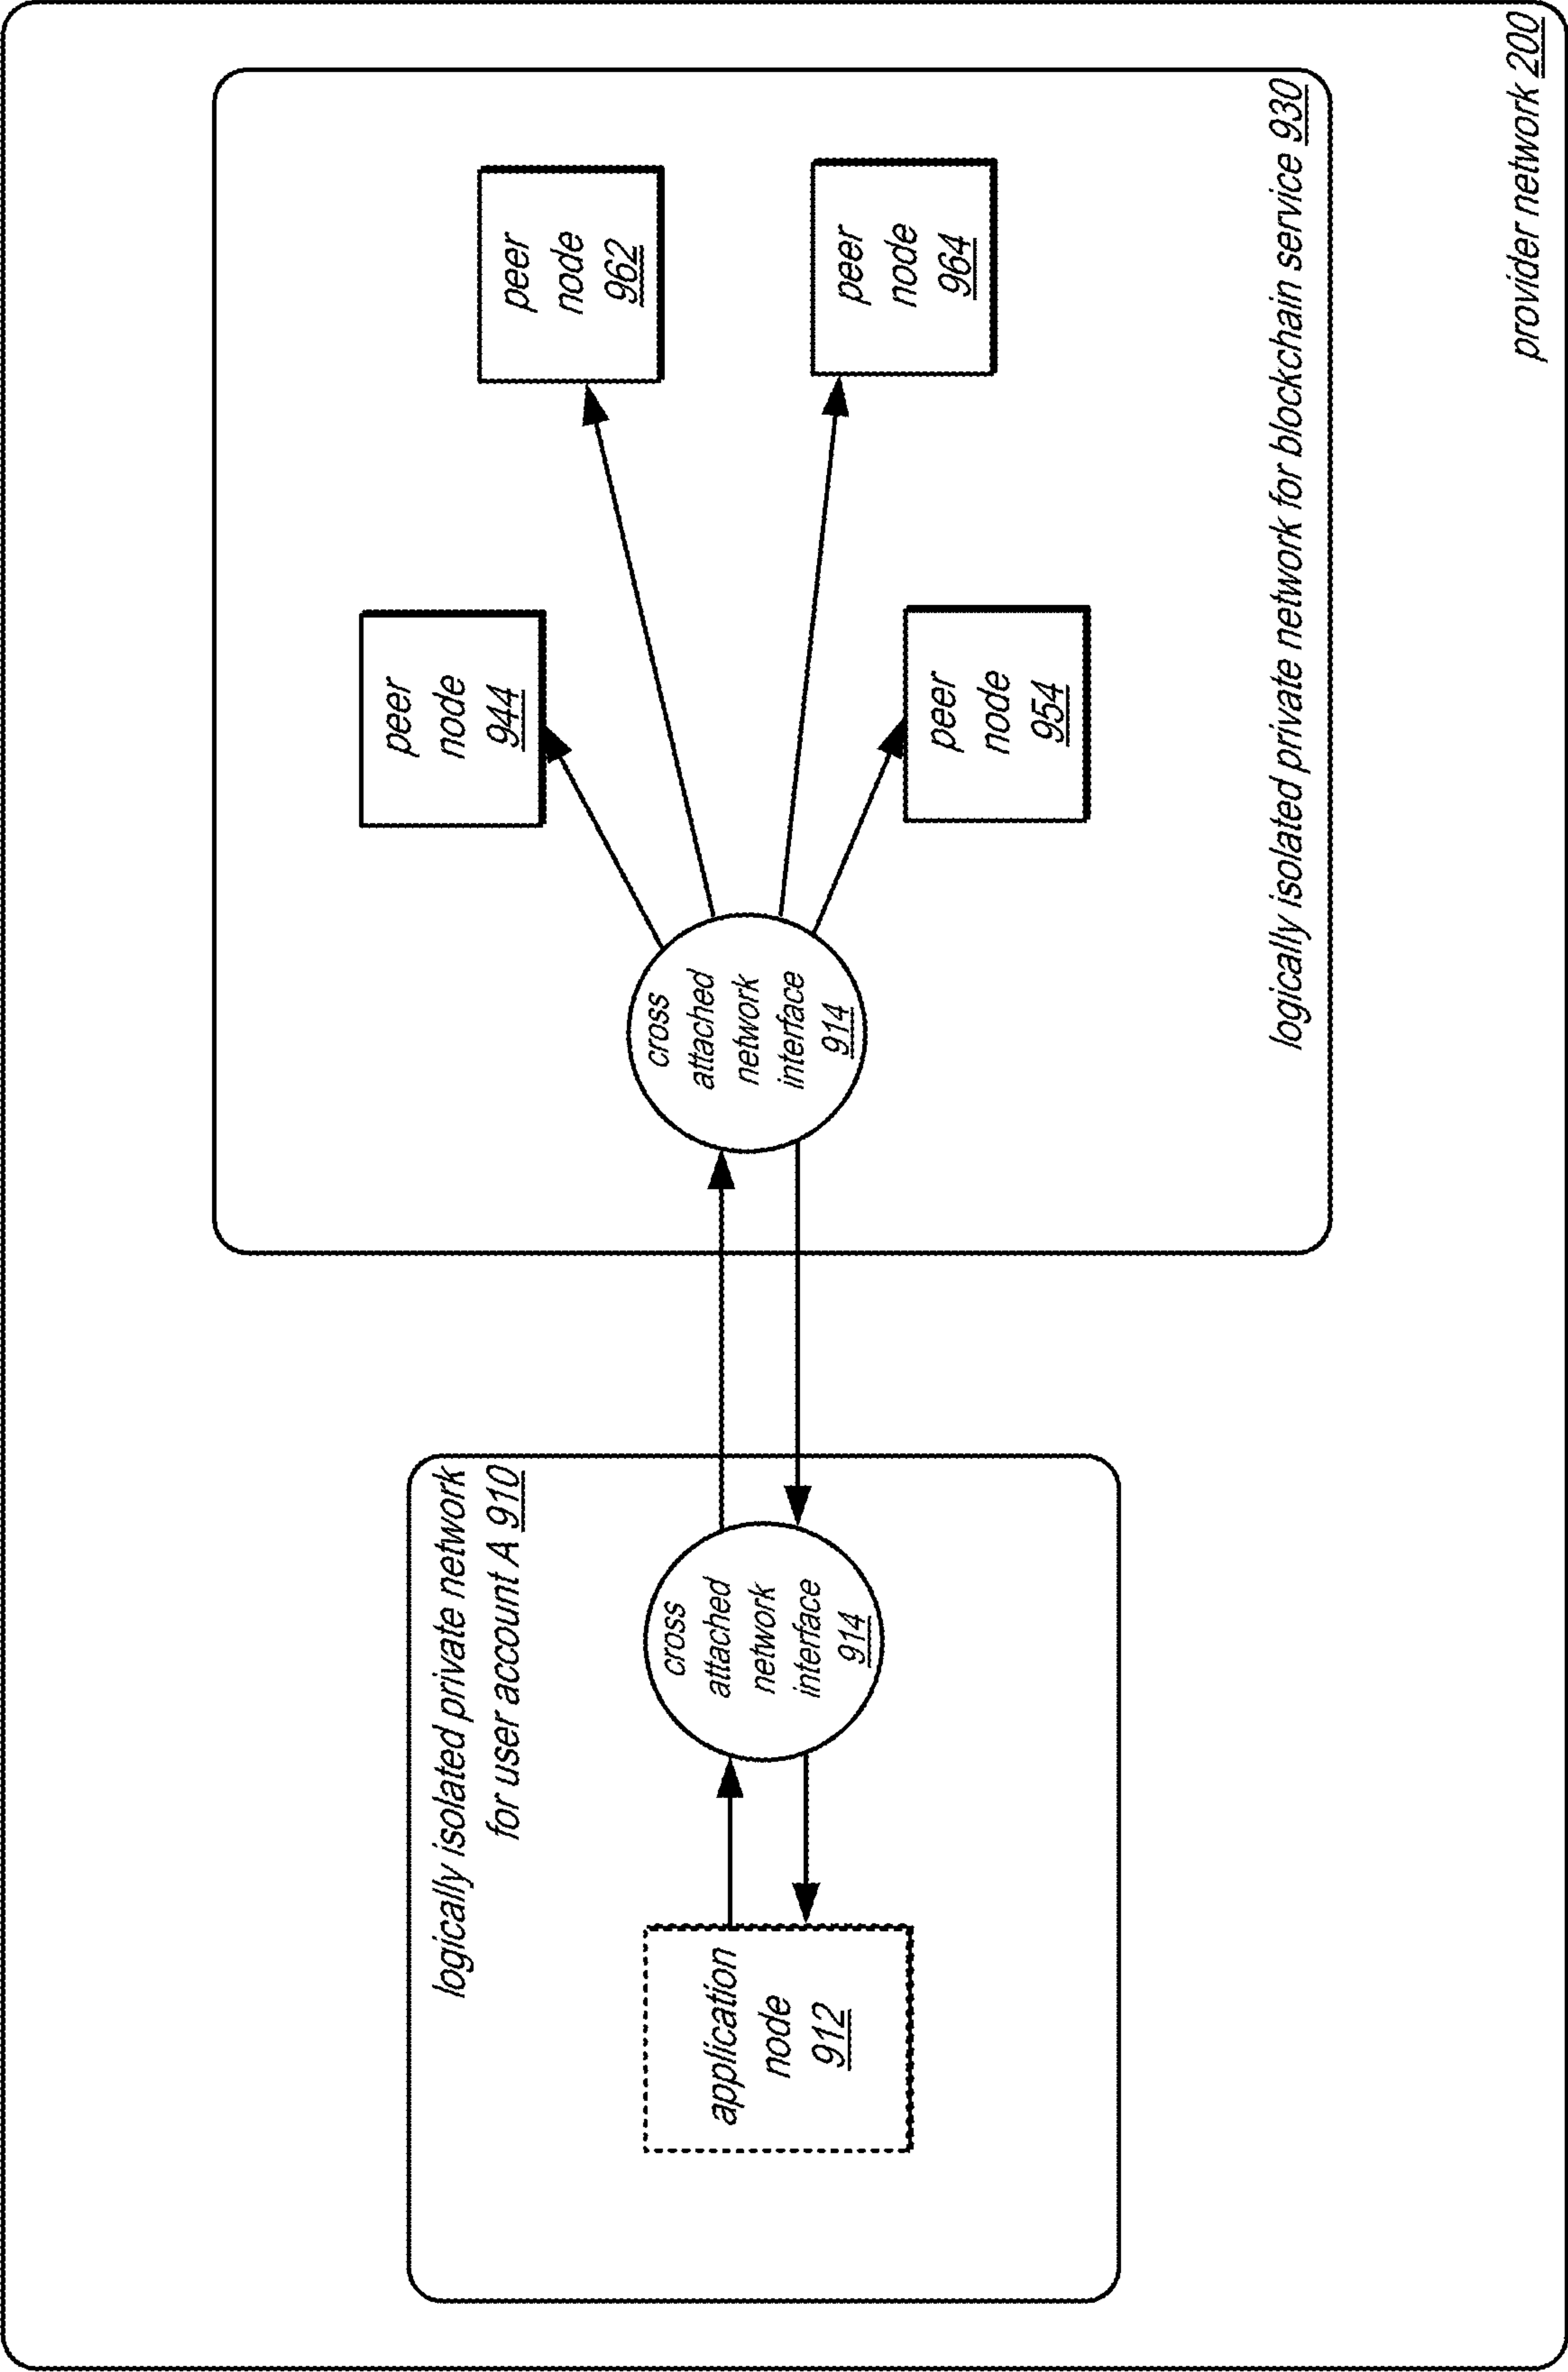 logically isolated private network
for user account A 910
application
node
912
cross
attached
network
interface
914
cross
attached
network
interface
914
peer
node
944
peer
node
962
peer
node
964
peer
node
954
logically isolated private network for blockchain service 930
provider network 200